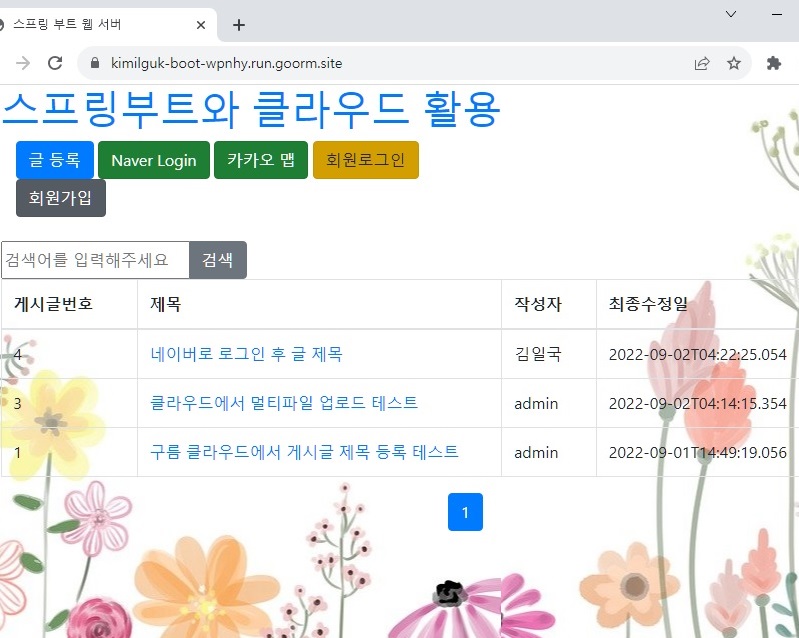 스프링 부트 웹 서버
kimilguk-boot-wpnhy.run.goorm.site
스프링부트와 클라우드 활용
글 등록 Naver Login 카카오 맵 회원로그인
회원가입
검색어를 입력해주세요 검색
게시글번호 제목 작성자 최종수정일
4 네이버로 로그인 후 글 제목 김일국 2022-09-02T04:22:25.054
3 클라우드에서 멀티파일 업로드 테스트 admin 2022-09-02T04:14:15.354
1 구름 클라우드에서 게시글 제목 등록 테스트 admin 2022-09-01T14:49:19.056
1